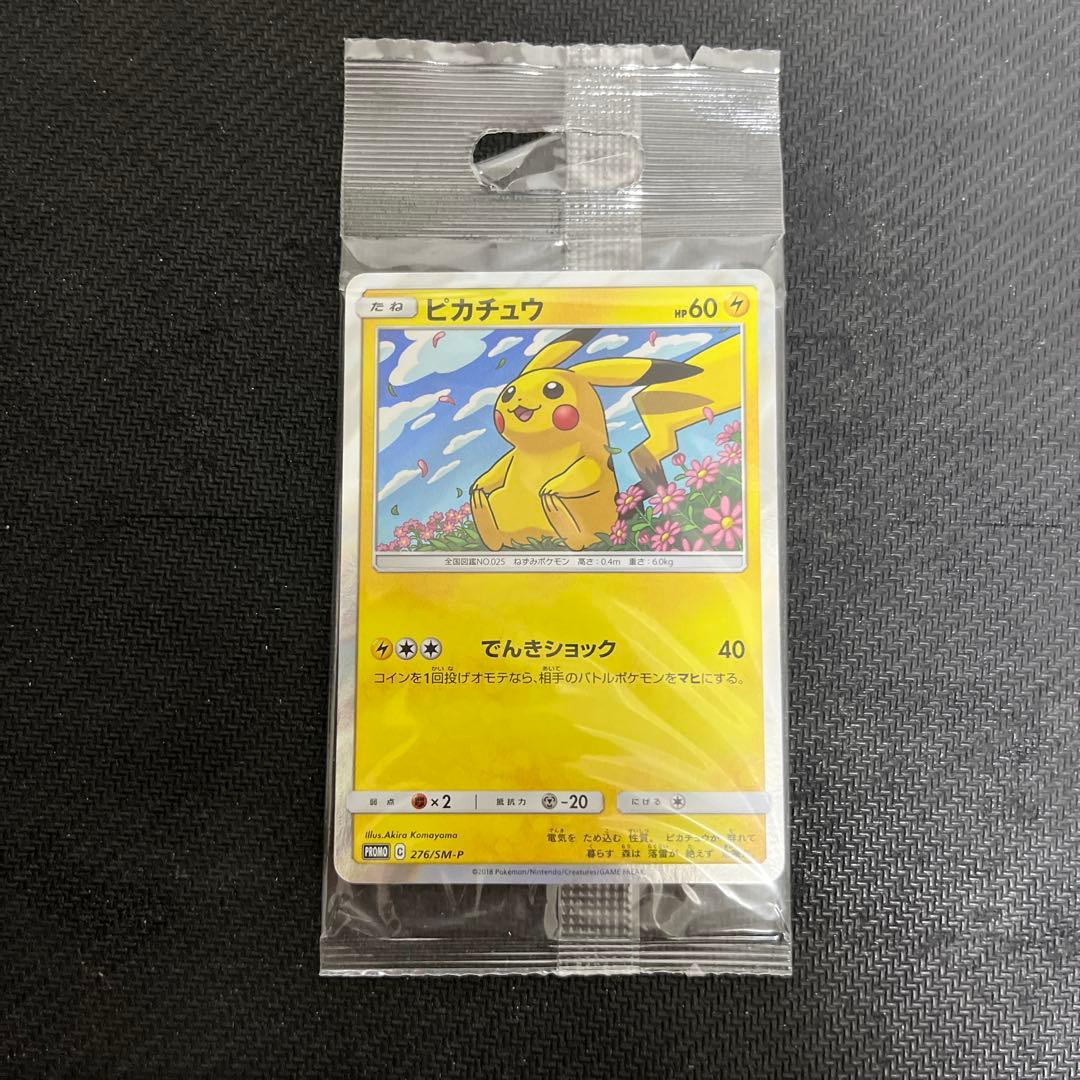 たね ピカチュウ HP60
全国図鑑NO.025 ねずみポケモン 高さ：0.4m 重さ：6.0kg
でんきショック 40
コインを1回投げオモテなら、相手のバトルポケモンをマヒにする。
弱点 ×2 抵抗力 -20 にげる
Illus.Akira Komayama
電気を ため込む 性質。 ピカチュウが 群れて
暮らす 森は 落雷が 絶えず
PROMO C 276/SM-P
©2018 Pokémon/Nintendo/Creatures/GAME FREAK.